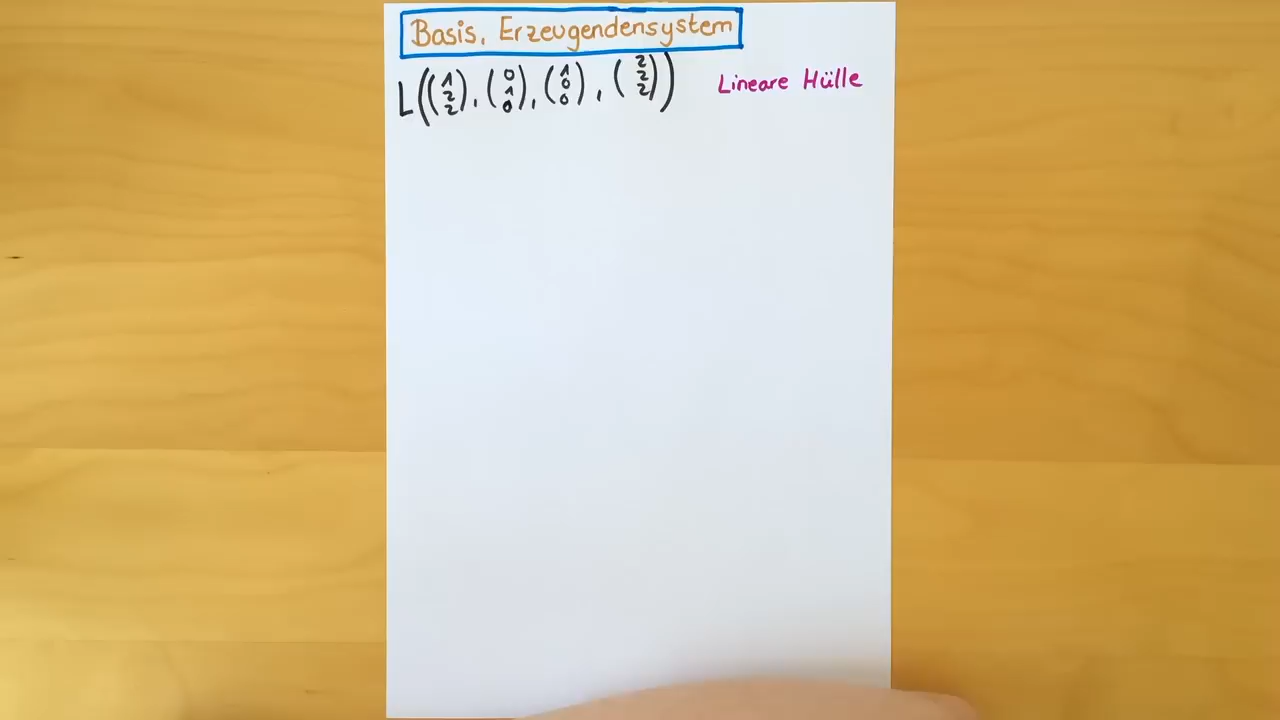 Basis, Erzeugendensystem
L((1 2 2), (0 1 0), (1 0 0), (2 2 2)) Lineare Hülle